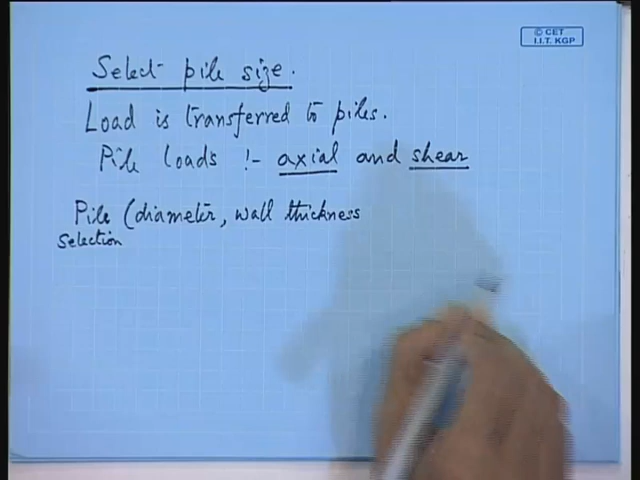 © CET
I.I.T. KGP
Select pile size.
Load is transferred to piles.
Pile loads :- axial and shear
Pile (diameter, wall thickness
Selection